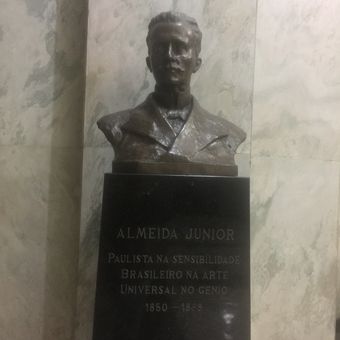 ALMEIDA JUNIOR
PAULISTA NA SENSIBILIDADE
BRASILEIRO NA ARTE
UNIVERSAL NO GENIO
1850 –